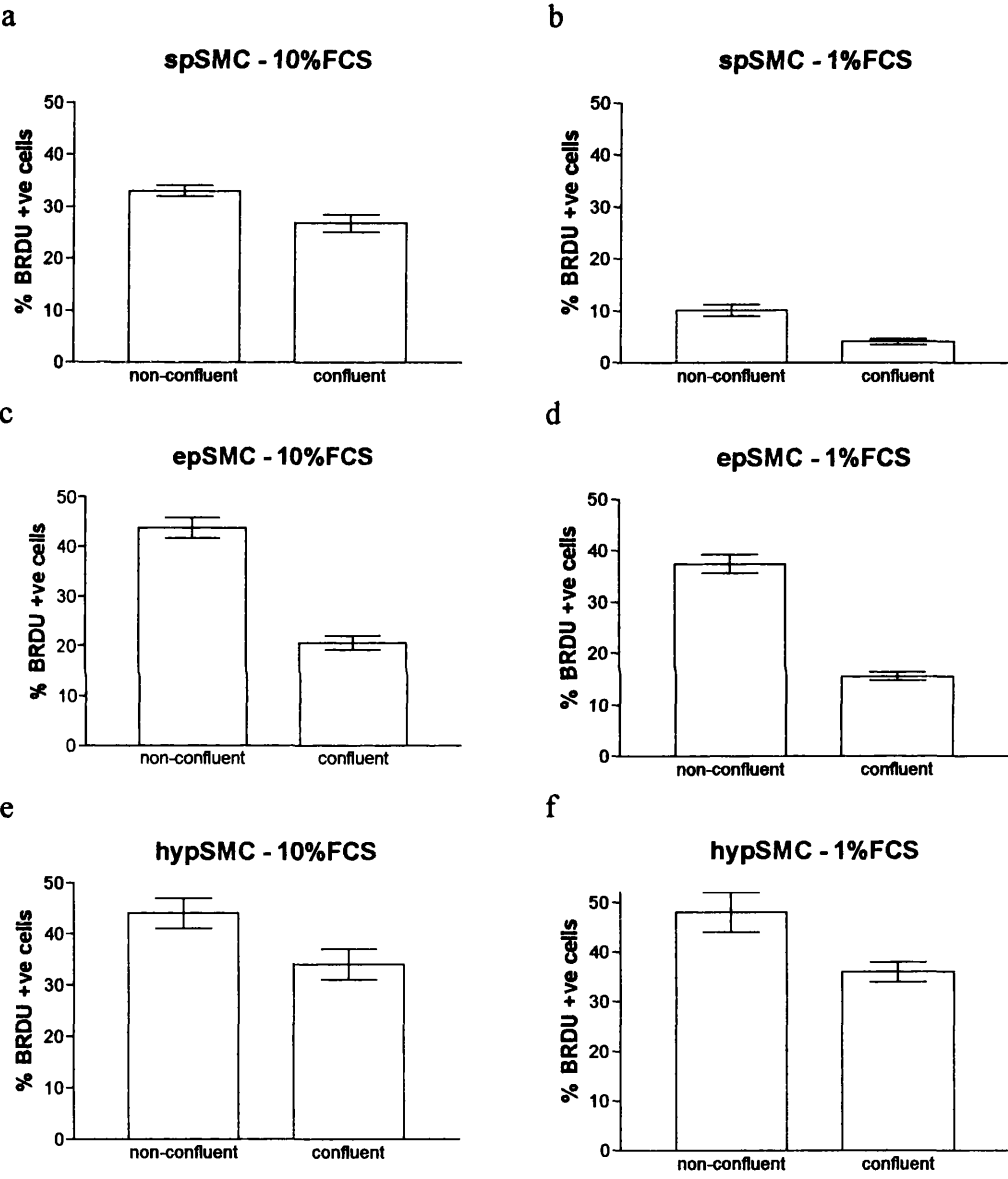 a
spSMC - 10%FCS
% BRDU +ve cells
50
40
30
20
10
0
non-confluent confluent
b
spSMC - 1%FCS
% BRDU +ve cells
50
40
30
20
10
0
non-confluent confluent
c
epSMC - 10%FCS
% BRDU +ve cells
50
40
30
20
10
0
non-confluent confluent
d
epSMC - 1%FCS
% BRDU +ve cells
50
40
30
20
10
0
non-confluent confluent
e
hypSMC - 10%FCS
% BRDU +ve cells
50
40
30
20
10
0
non-confluent confluent
f
hypSMC - 1%FCS
% BRDU +ve cells
50
40
30
20
10
0
non-confluent confluent